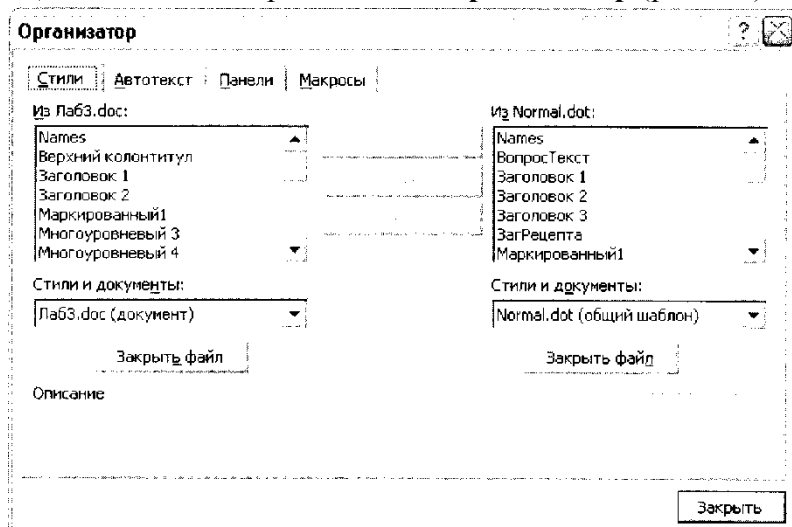 Организатор
Стили Автотекст Панели Макросы
Из Лаб3.doc:
Names
Верхний колонтитул
Заголовок 1
Заголовок 2
Маркированный1
Многоуровневый 3
Многоуровневый 4
Стили и документы:
Лаб3.doc (документ)
Закрыть файл
Из Normal.dot:
Names
ВопросТекст
Заголовок 1
Заголовок 2
Заголовок 3
ЗагРецепта
Маркированный1
Стили и документы:
Normal.dot (общий шаблон)
Закрыть файл
Описание
Закрыть